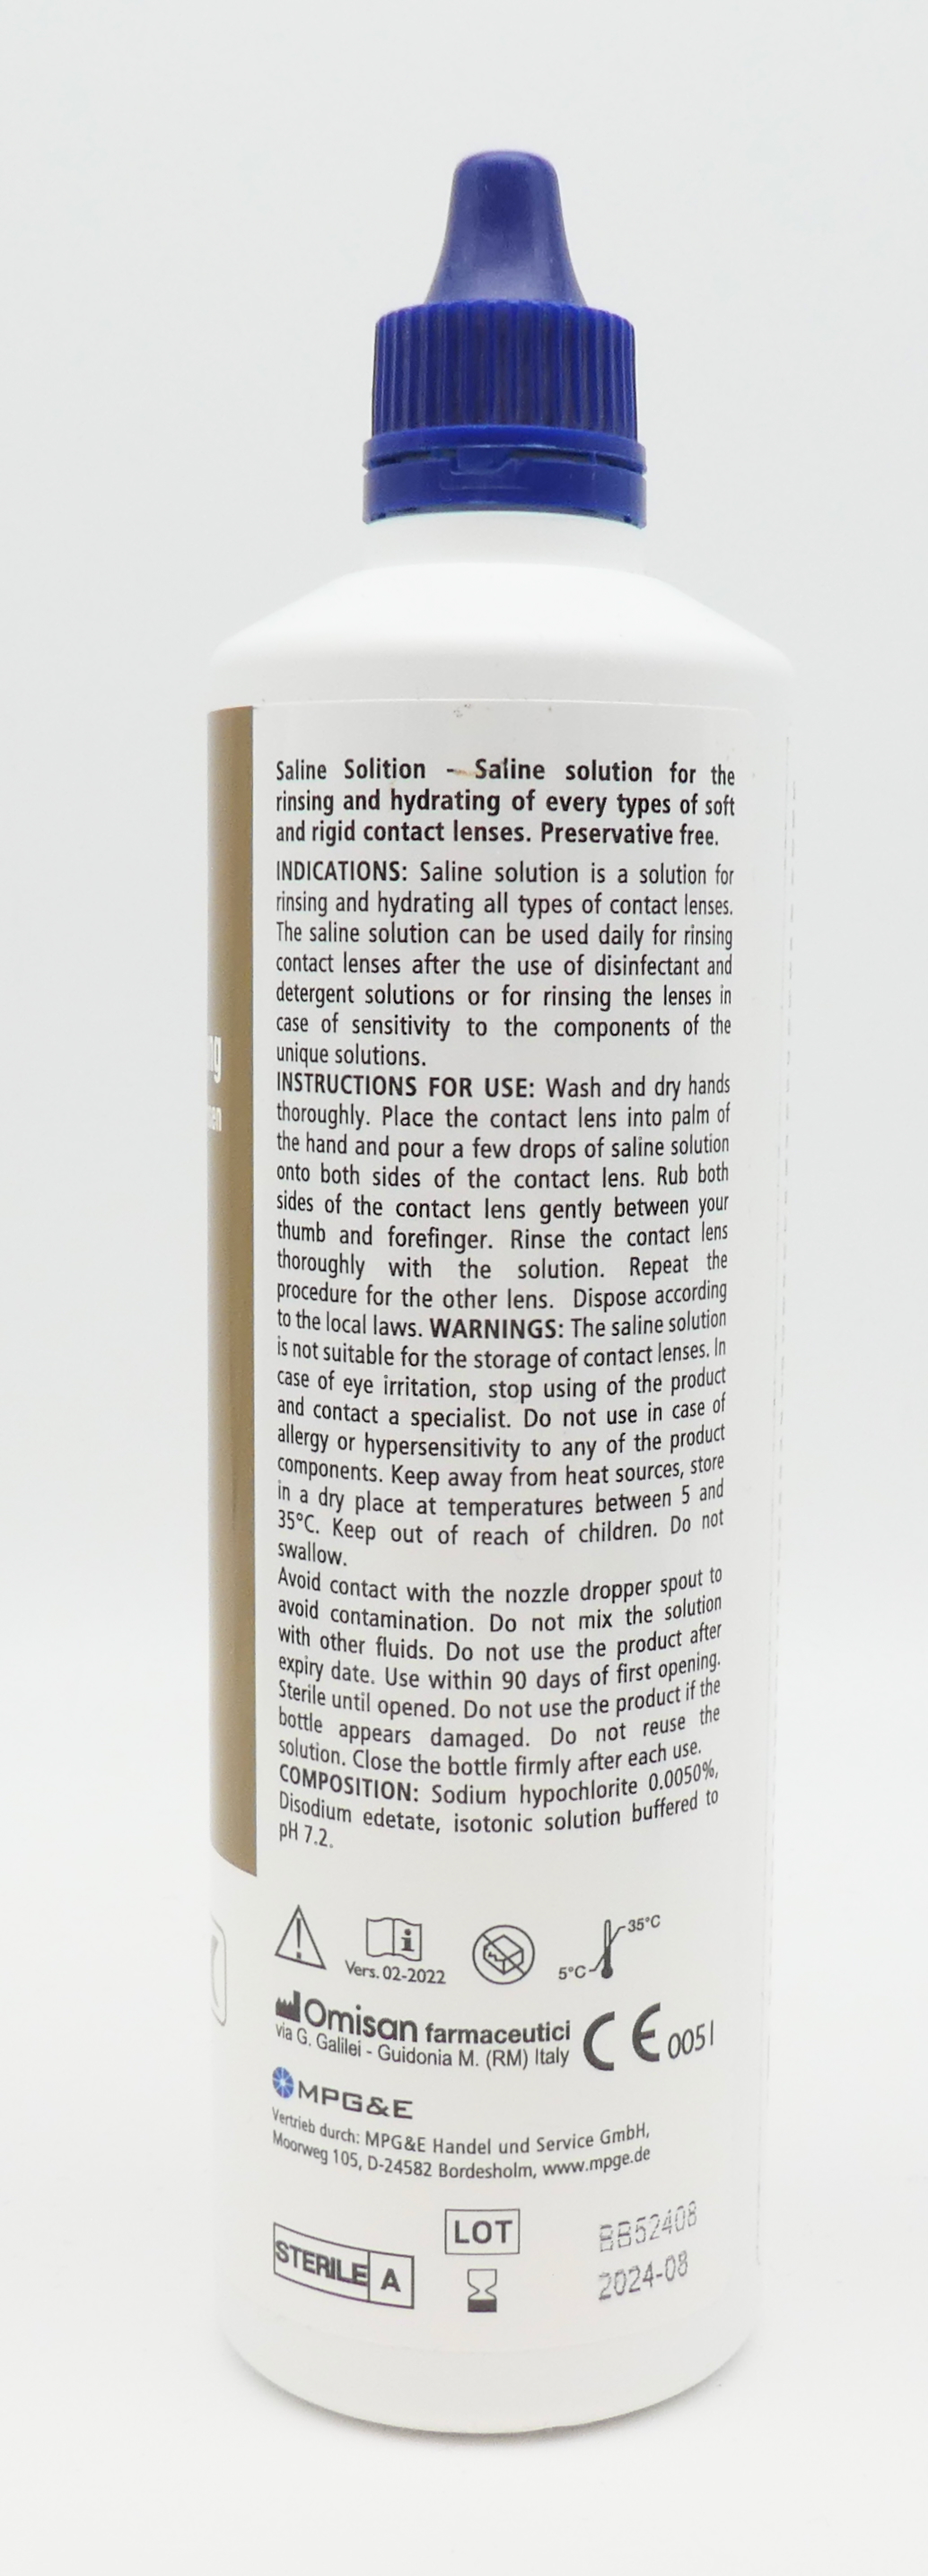 Saline Solition - Saline solution for the
rinsing and hydrating of every types of soft
and rigid contact lenses. Preservative free.
INDICATIONS: Saline solution is a solution for
rinsing and hydrating all types of contact lenses.
The saline solution can be used daily for rinsing
contact lenses after the use of disinfectant and
detergent solutions or for rinsing the lenses in
case of sensitivity to the components of the
unique solutions.
INSTRUCTIONS FOR USE: Wash and dry hands
thoroughly. Place the contact lens into palm of
the hand and pour a few drops of saline solution
onto both sides of the contact lens. Rub both
sides of the contact lens gently between your
thumb and forefinger. Rinse the contact lens
thoroughly with the solution. Repeat the
procedure for the other lens. Dispose according
to the local laws. WARNINGS: The saline solution
is not suitable for the storage of contact lenses. In
case of eye irritation, stop using of the product
and contact a specialist. Do not use in case of
allergy or hypersensitivity to any of the product
components. Keep away from heat sources, store
in a dry place at temperatures between 5 and
35°C. Keep out of reach of children. Do not
swallow.
Avoid contact with the nozzle dropper spout to
avoid contamination. Do not mix the solution
with other fluids. Do not use the product after
expiry date. Use within 90 days of first opening.
Sterile until opened. Do not use the product if the
bottle appears damaged. Do not reuse the
solution. Close the bottle firmly after each use.
COMPOSITION: Sodium hypochlorite 0.0050%,
Disodium edetate, isotonic solution buffered to
pH 7.2.
Vers. 02-2022
5°C 35°C
Omisan farmaceutici
via G. Galilei - Guidonia M. (RM) Italy
CE 0051
MPG&E
Vertrieb durch: MPG&E Handel und Service GmbH,
Moorweg 105, D-24582 Bordesholm, www.mpge.de
STERILE A
LOT BB52408
2024-08